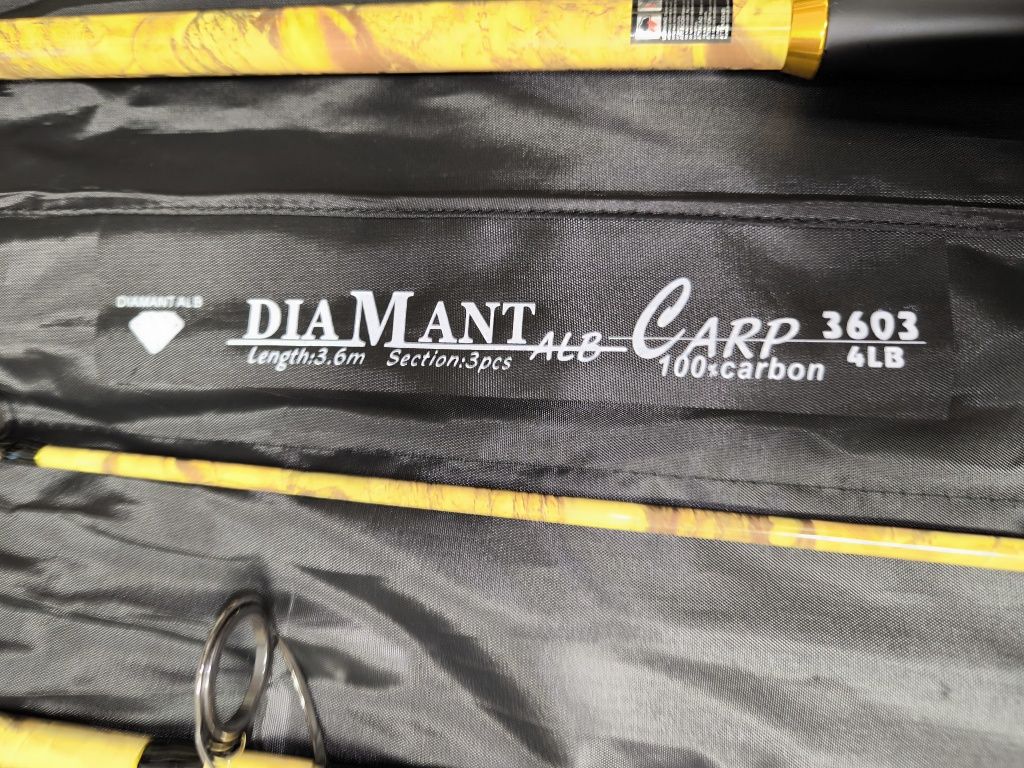 DIAMANT ALB
DIAMANT ALB CARP 3603
Length:3.6m Section:3pcs 100%carbon 4LB